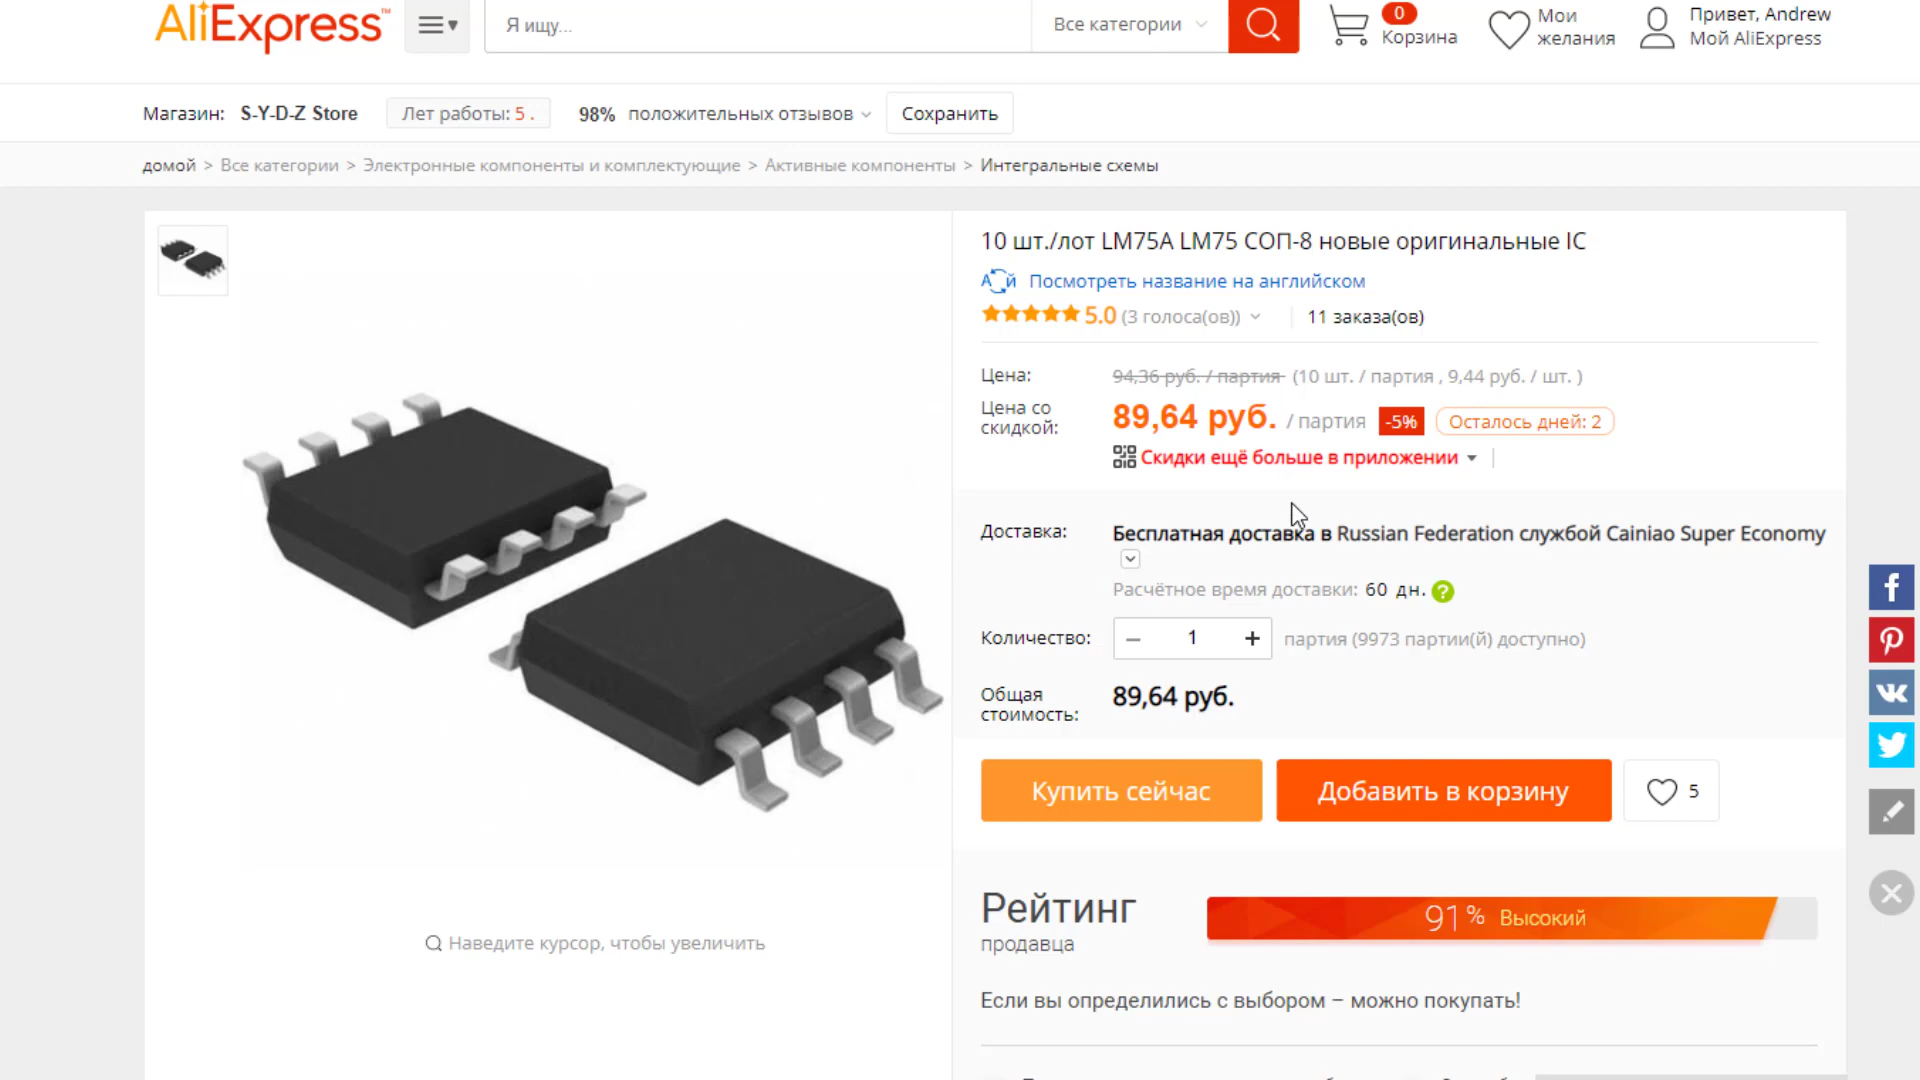 AliExpress™
Я ищу...
Все категории
0
Корзина
Мои
желания
Привет, Andrew
Мой AliExpress
Магазин: S-Y-D-Z Store
Лет работы: 5 .
98% положительных отзывов
Сохранить
домой > Все категории > Электронные компоненты и комплектующие > Активные компоненты > Интегральные схемы
10 шт./лот LM75A LM75 СОП-8 новые оригинальные IC
Посмотреть название на английском
5.0 (3 голоса(ов))
11 заказа(ов)
Цена: 94,36 руб. / партия (10 шт. / партия , 9,44 руб. / шт. )
Цена со
скидкой:
89,64 руб. / партия -5% Осталось дней: 2
Скидки ещё больше в приложении
Доставка: Бесплатная доставка в Russian Federation службой Cainiao Super Economy
Расчётное время доставки: 60 дн. ?
Количество: − 1 + партия (9973 партии(й) доступно)
Общая
стоимость:
89,64 руб.
Купить сейчас
Добавить в корзину
5
Рейтинг
продавца
91 % Высокий
Наведите курсор, чтобы увеличить
Если вы определились с выбором – можно покупать!